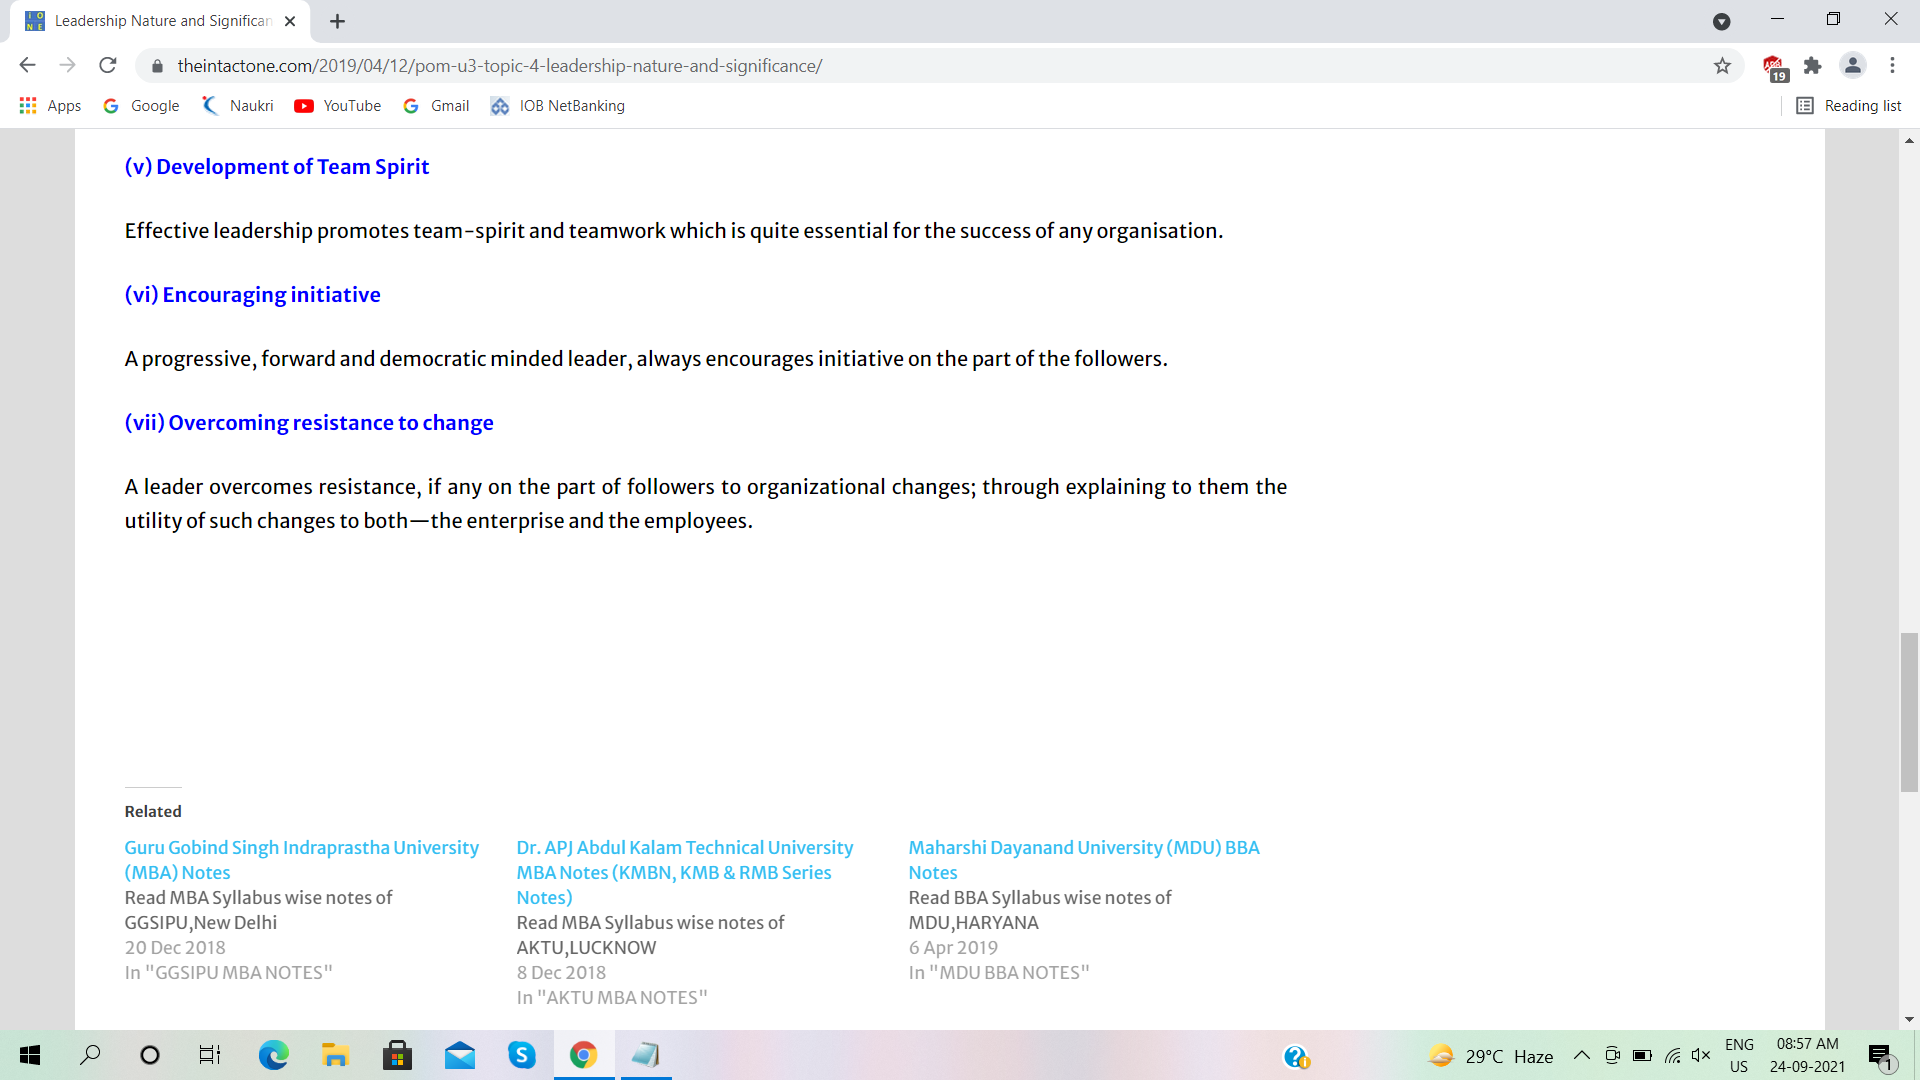 Leadership Nature and Significan
theintactone.com/2019/04/12/pom-u3-topic-4-leadership-nature-and-significance/
19
Apps
Google
Naukri
YouTube
Gmail
IOB NetBanking
Reading list
(v) Development of Team Spirit
Effective leadership promotes team-spirit and teamwork which is quite essential for the success of any organisation.
(vi) Encouraging initiative
A progressive, forward and democratic minded leader, always encourages initiative on the part of the followers.
(vii) Overcoming resistance to change
A leader overcomes resistance, if any on the part of followers to organizational changes; through explaining to them the
utility of such changes to both—the enterprise and the employees.
Related
Guru Gobind Singh Indraprastha University
(MBA) Notes
Read MBA Syllabus wise notes of
GGSIPU,New Delhi
20 Dec 2018
In "GGSIPU MBA NOTES"
Dr. APJ Abdul Kalam Technical University
MBA Notes (KMBN, KMB & RMB Series
Notes)
Read MBA Syllabus wise notes of
AKTU,LUCKNOW
8 Dec 2018
In "AKTU MBA NOTES"
Maharshi Dayanand University (MDU) BBA
Notes
Read BBA Syllabus wise notes of
MDU,HARYANA
6 Apr 2019
In "MDU BBA NOTES"
29°C Haze
ENG
US
08:57 AM
24-09-2021
1